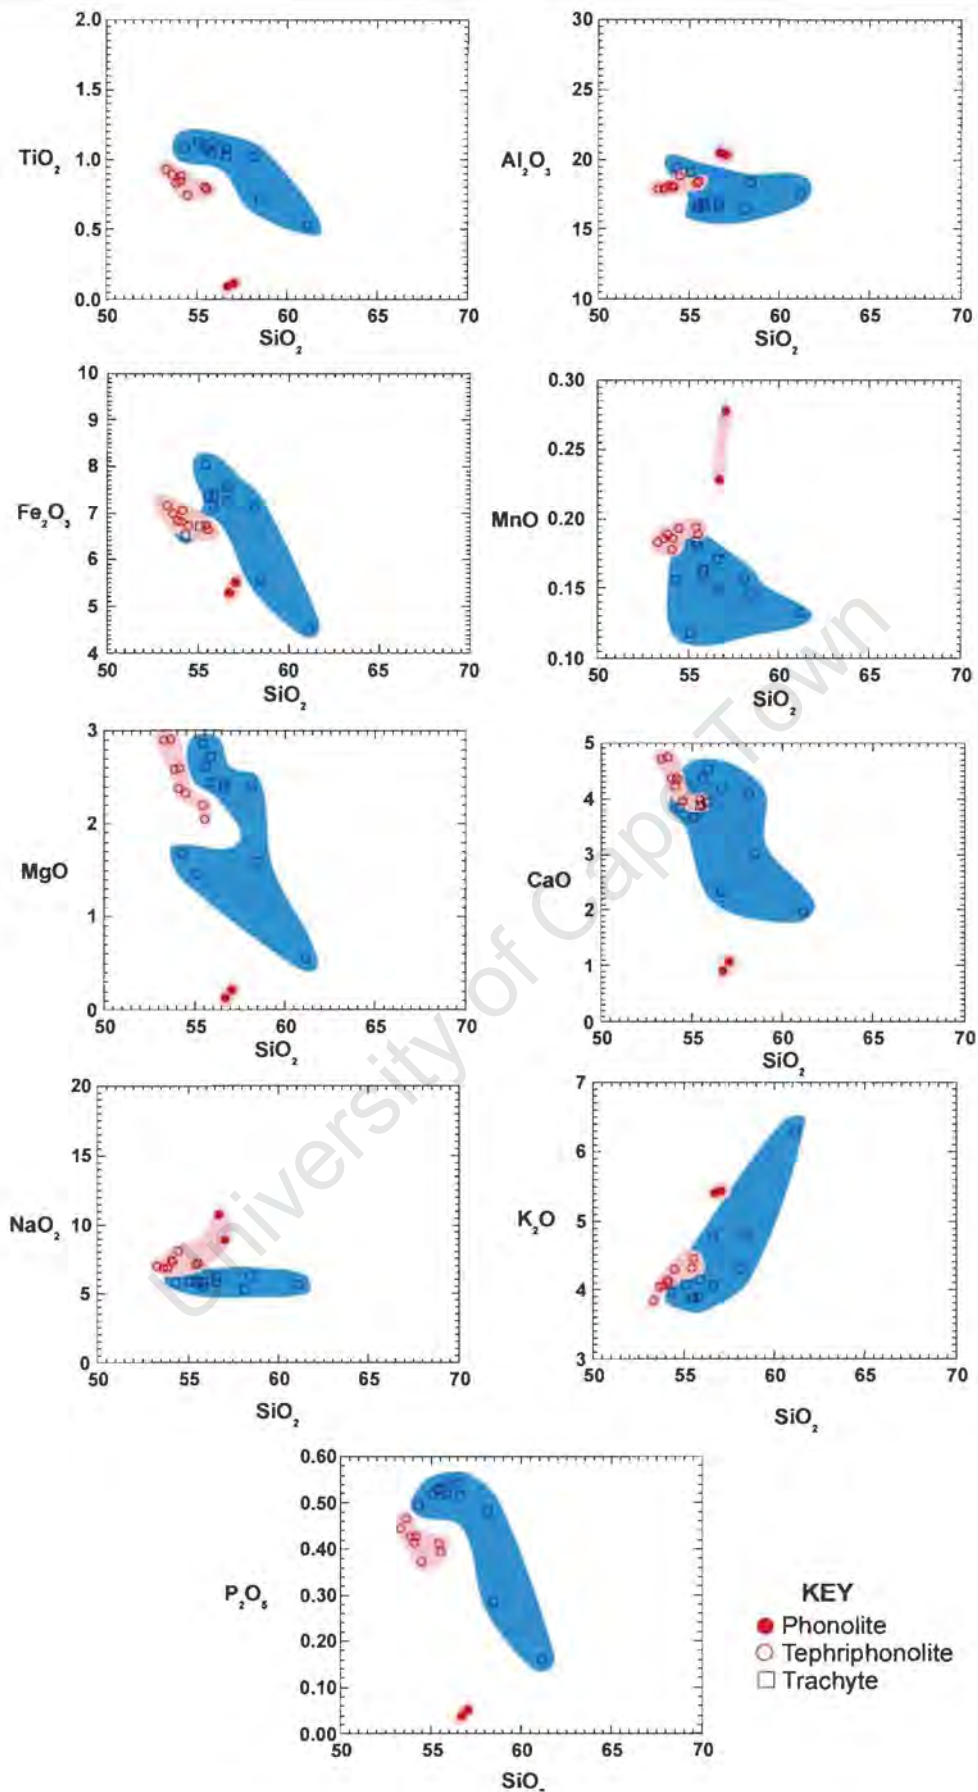 2.0
1.5
1.0
0.5
0.0
TiO₂
50 55 60 65 70
SiO₂
30
25
20
15
10
Al₂O₃
50 55 60 65 70
SiO₂
10
9
8
7
6
5
4
Fe₂O₃
50 55 60 65 70
SiO₂
0.30
0.25
0.20
0.15
0.10
MnO
50 55 60 65 70
SiO₂
3
2
1
0
MgO
50 55 60 65 70
SiO₂
5
4
3
2
1
0
CaO
50 55 60 65 70
SiO₂
20
15
10
5
0
NaO₂
50 55 60 65 70
SiO₂
7
6
5
4
3
K₂O
50 55 60 65 70
SiO₂
0.60
0.50
0.40
0.30
0.20
0.10
0.00
P₂O₅
50 55 60 65 70
SiO₂
KEY
Phonolite
Tephriphonolite
Trachyte
University of Cape Town